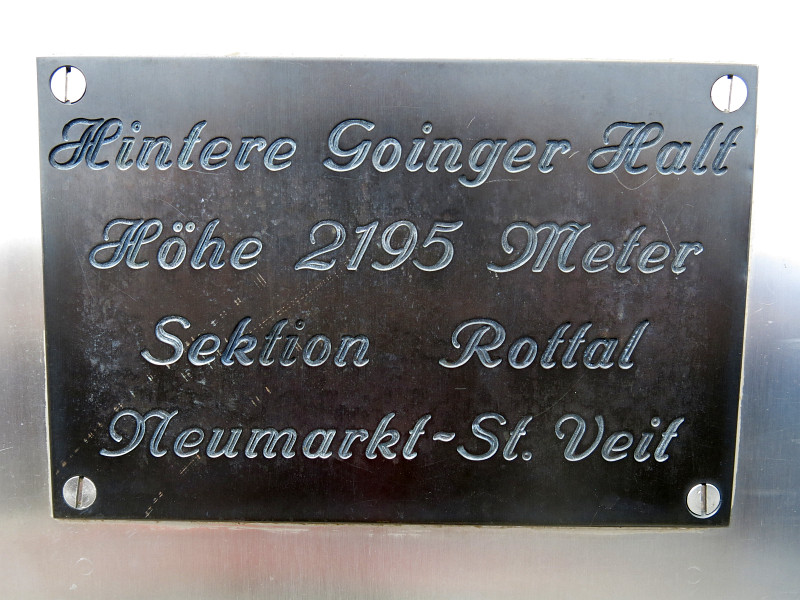 Hintere Goinger Halt
Höhe 2195 Meter
Sektion Rottal
Neumarkt-St. Veit